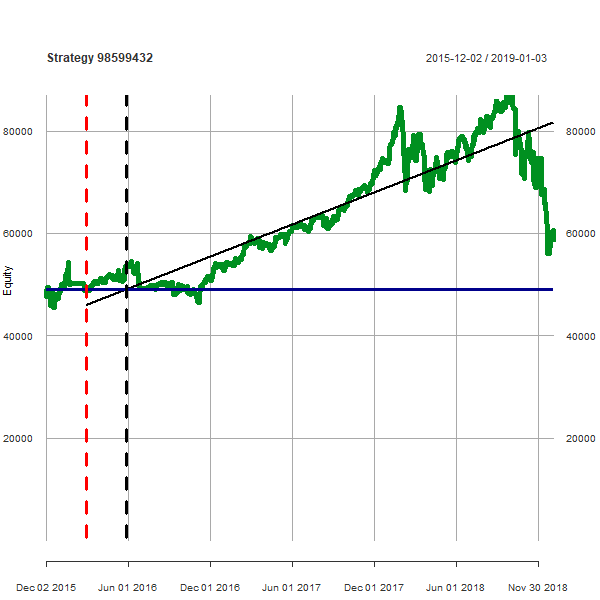 Strategy 98599432
2015-12-02 / 2019-01-03
80000 80000
60000 60000
Equity
40000 40000
20000 20000
Dec 02 2015 Jun 01 2016 Dec 01 2016 Jun 01 2017 Dec 01 2017 Jun 01 2018 Nov 30 2018